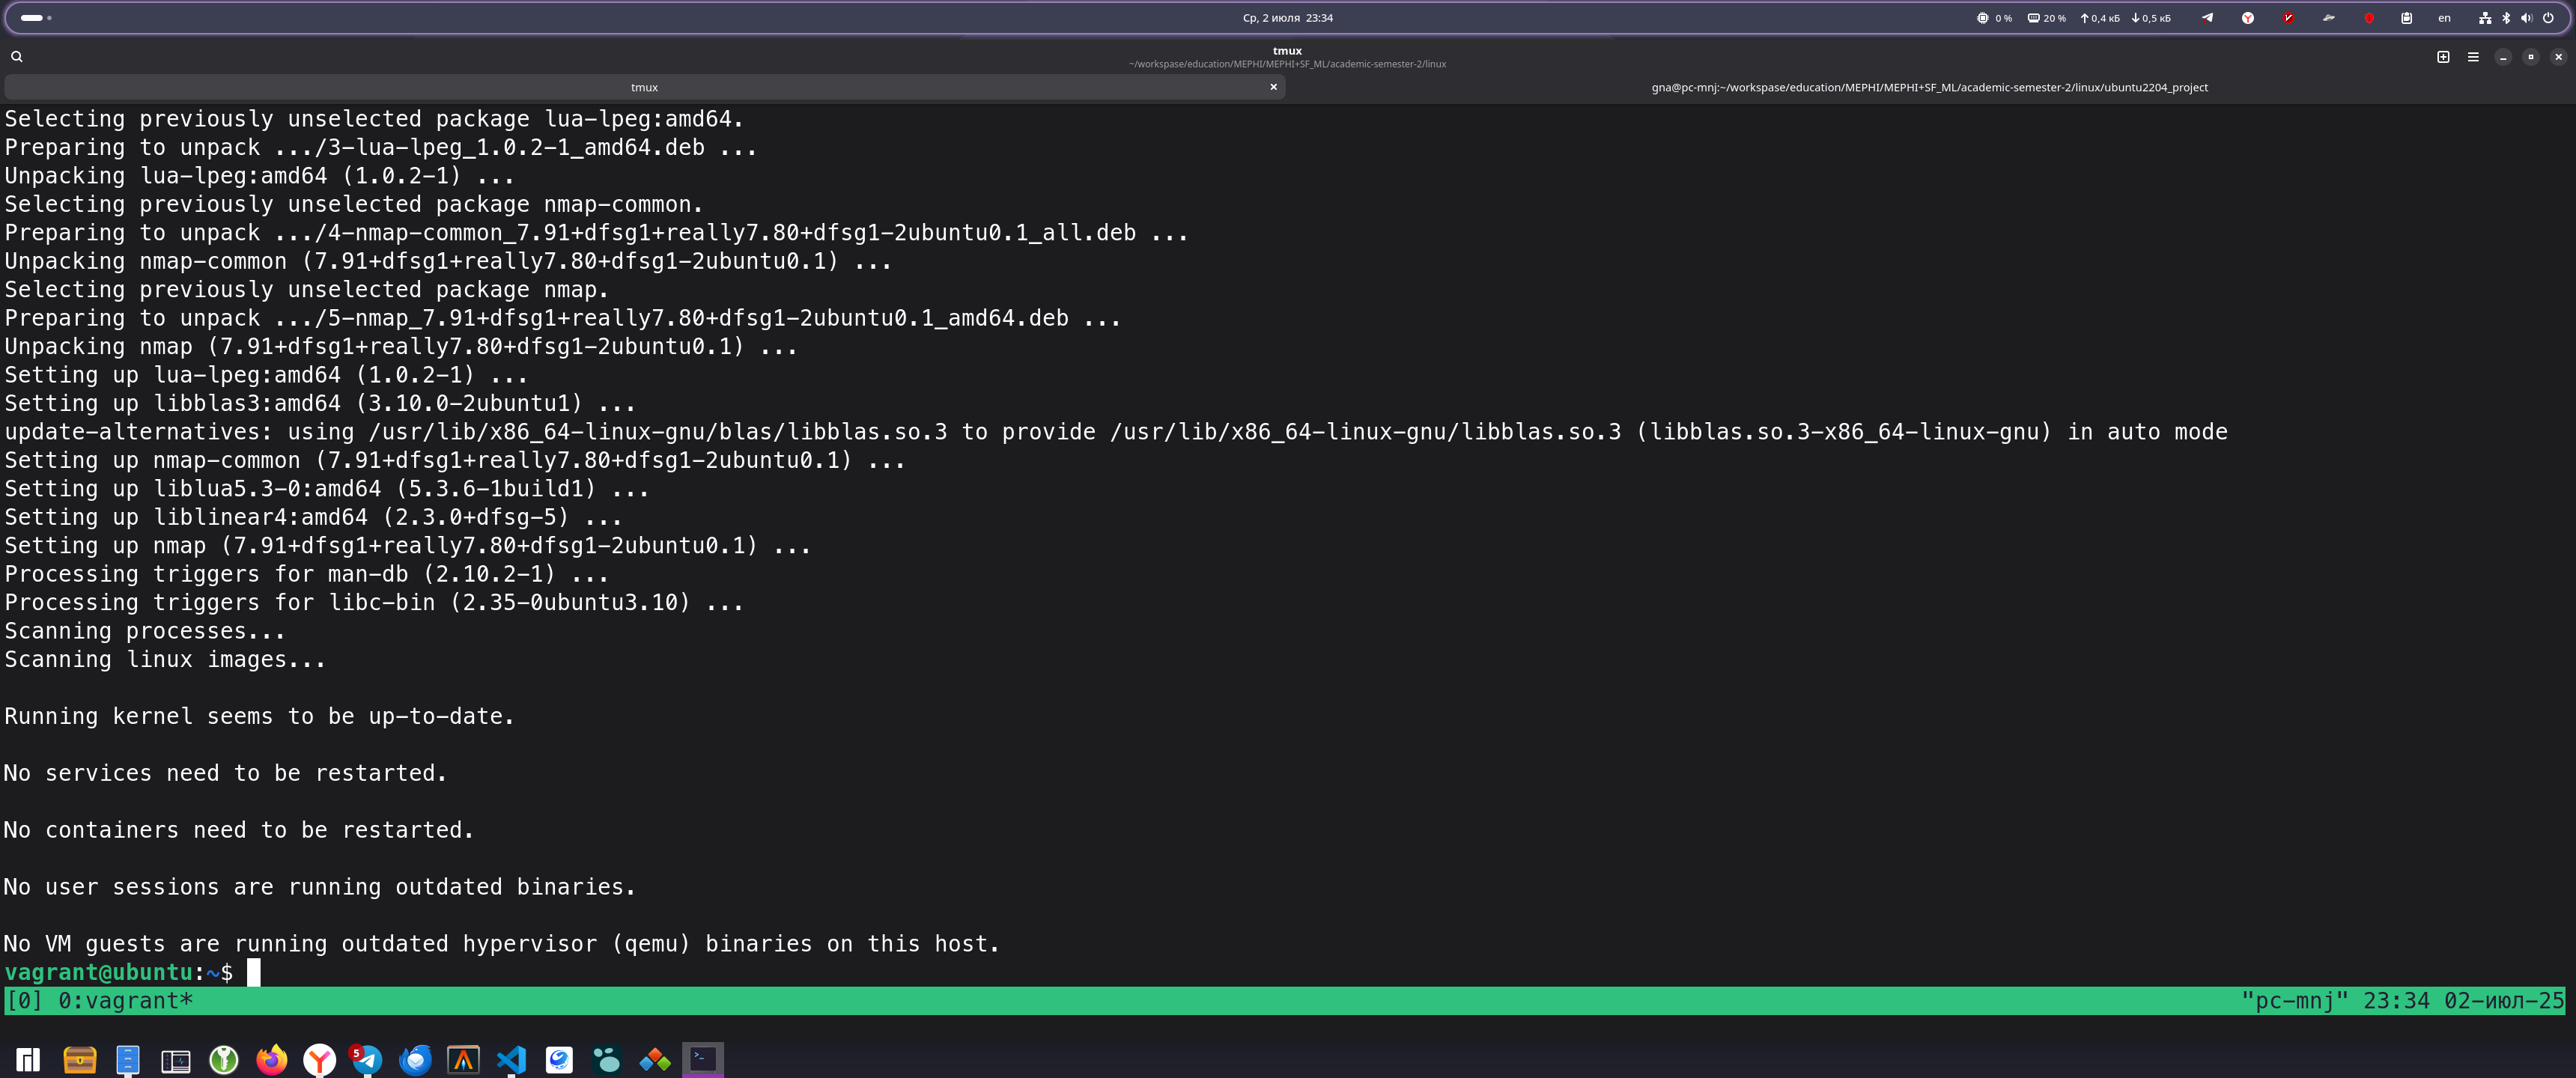 Ср, 2 июля 23:34
0 %
20 %
0,4 кБ
0,5 кБ
en
tmux
~/workspase/education/MEPHI/MEPHI+SF_ML/academic-semester-2/linux
tmux
gna@pc-mnj:~/workspase/education/MEPHI/MEPHI+SF_ML/academic-semester-2/linux/ubuntu2204_project
Selecting previously unselected package lua-lpeg:amd64.
Preparing to unpack .../3-lua-lpeg_1.0.2-1_amd64.deb ...
Unpacking lua-lpeg:amd64 (1.0.2-1) ...
Selecting previously unselected package nmap-common.
Preparing to unpack .../4-nmap-common_7.91+dfsg1+really7.80+dfsg1-2ubuntu0.1_all.deb ...
Unpacking nmap-common (7.91+dfsg1+really7.80+dfsg1-2ubuntu0.1) ...
Selecting previously unselected package nmap.
Preparing to unpack .../5-nmap_7.91+dfsg1+really7.80+dfsg1-2ubuntu0.1_amd64.deb ...
Unpacking nmap (7.91+dfsg1+really7.80+dfsg1-2ubuntu0.1) ...
Setting up lua-lpeg:amd64 (1.0.2-1) ...
Setting up libblas3:amd64 (3.10.0-2ubuntu1) ...
update-alternatives: using /usr/lib/x86_64-linux-gnu/blas/libblas.so.3 to provide /usr/lib/x86_64-linux-gnu/libblas.so.3 (libblas.so.3-x86_64-linux-gnu) in auto mode
Setting up nmap-common (7.91+dfsg1+really7.80+dfsg1-2ubuntu0.1) ...
Setting up liblua5.3-0:amd64 (5.3.6-1build1) ...
Setting up liblinear4:amd64 (2.3.0+dfsg-5) ...
Setting up nmap (7.91+dfsg1+really7.80+dfsg1-2ubuntu0.1) ...
Processing triggers for man-db (2.10.2-1) ...
Processing triggers for libc-bin (2.35-0ubuntu3.10) ...
Scanning processes...
Scanning linux images...
Running kernel seems to be up-to-date.
No services need to be restarted.
No containers need to be restarted.
No user sessions are running outdated binaries.
No VM guests are running outdated hypervisor (qemu) binaries on this host.
vagrant@ubuntu:~$
[0] 0:vagrant*
"pc-mnj" 23:34 02-июл-25
5